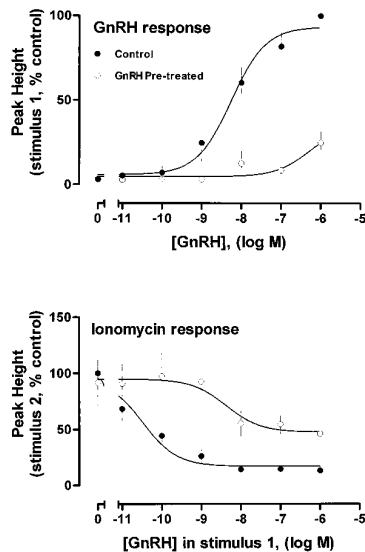 GnRH response
Control
GnRH Pre-treated
Peak Height
(stimulus 1, % control)
100
50
0
0 -11 -10 -9 -8 -7 -6 -5
[GnRH], (log M)
Ionomycin response
Peak Height
(stimulus 2, % control)
150
100
50
0
0 -11 -10 -9 -8 -7 -6 -5
[GnRH] in stimulus 1, (log M)